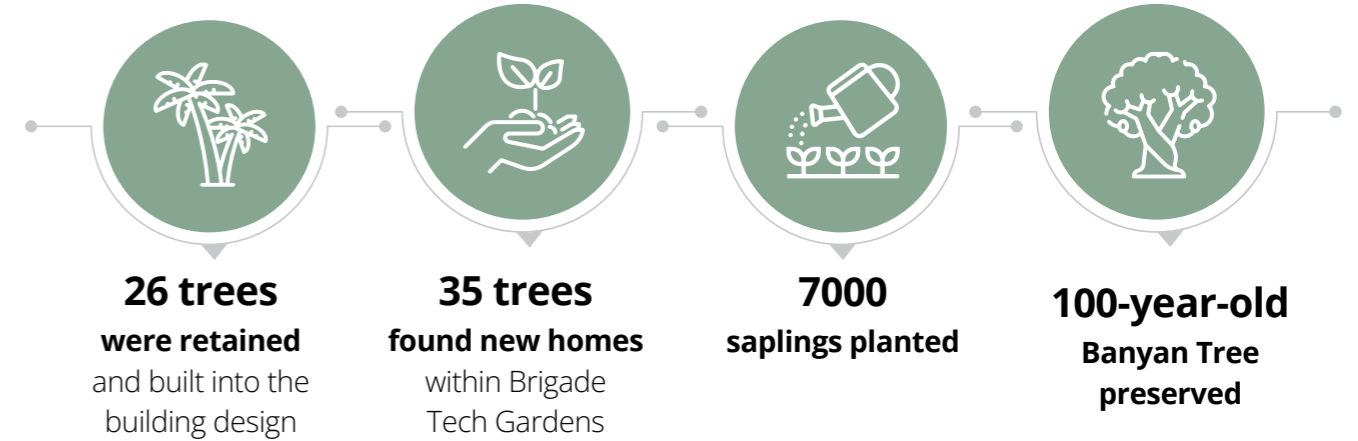 26 trees
were retained
and built into the
building design
35 trees
found new homes
within Brigade
Tech Gardens
7000
saplings planted
100-year-old
Banyan Tree
preserved